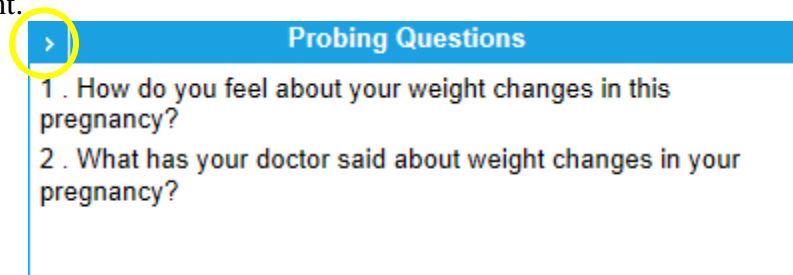 nt.
> Probing Questions
1 . How do you feel about your weight changes in this
pregnancy?
2 . What has your doctor said about weight changes in your
pregnancy?